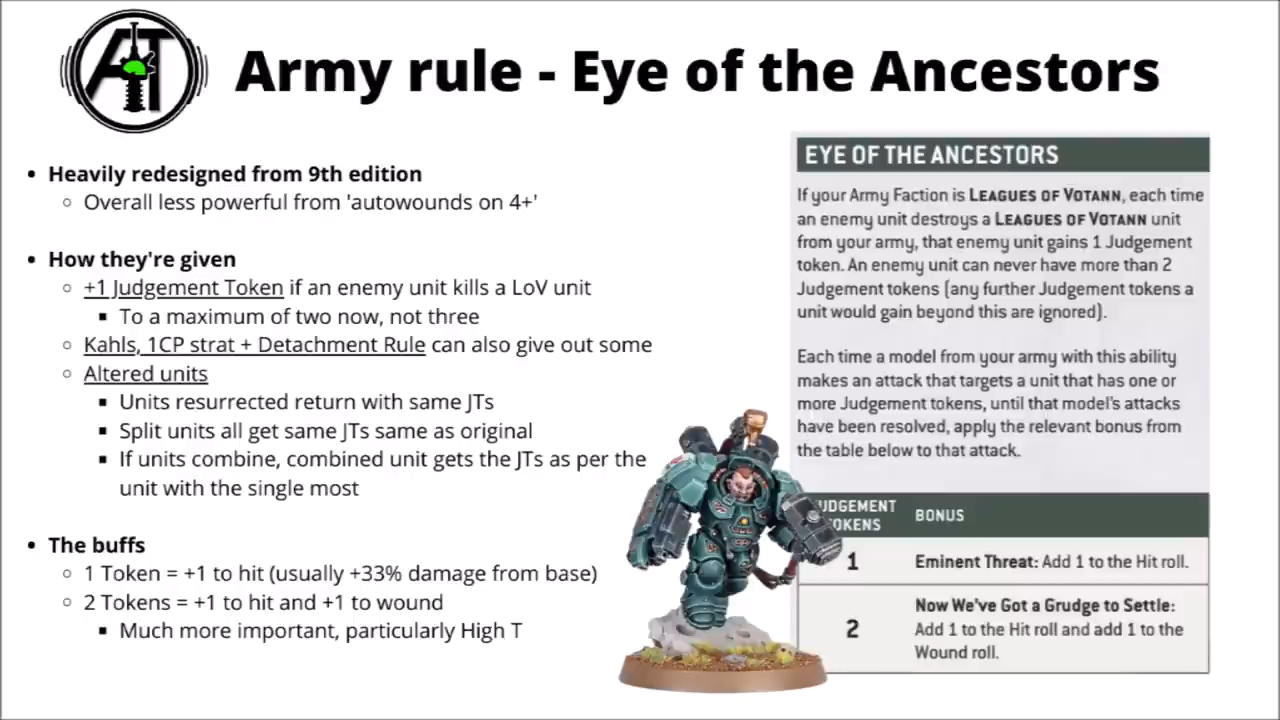 AT
Army rule - Eye of the Ancestors
• Heavily redesigned from 9th edition
◦ Overall less powerful from 'autowounds on 4+'
• How they're given
◦ +1 Judgement Token if an enemy unit kills a LoV unit
▪ To a maximum of two now, not three
◦ Kahls, 1CP strat + Detachment Rule can also give out some
◦ Altered units
▪ Units resurrected return with same JTs
▪ Split units all get same JTs same as original
▪ If units combine, combined unit gets the JTs as per the
unit with the single most
• The buffs
◦ 1 Token = +1 to hit (usually +33% damage from base)
◦ 2 Tokens = +1 to hit and +1 to wound
▪ Much more important, particularly High T
EYE OF THE ANCESTORS
If your Army Faction is LEAGUES OF VOTANN, each time
an enemy unit destroys a LEAGUES OF VOTANN unit
from your army, that enemy unit gains 1 Judgement
token. An enemy unit can never have more than 2
Judgement tokens (any further Judgement tokens a
unit would gain beyond this are ignored).
Each time a model from your army with this ability
makes an attack that targets a unit that has one or
more Judgement tokens, until that model's attacks
have been resolved, apply the relevant bonus from
the table below to that attack.
UDGEMENT
OKENS
BONUS
1
Eminent Threat: Add 1 to the Hit roll.
2
Now We've Got a Grudge to Settle:
Add 1 to the Hit roll and add 1 to the
Wound roll.